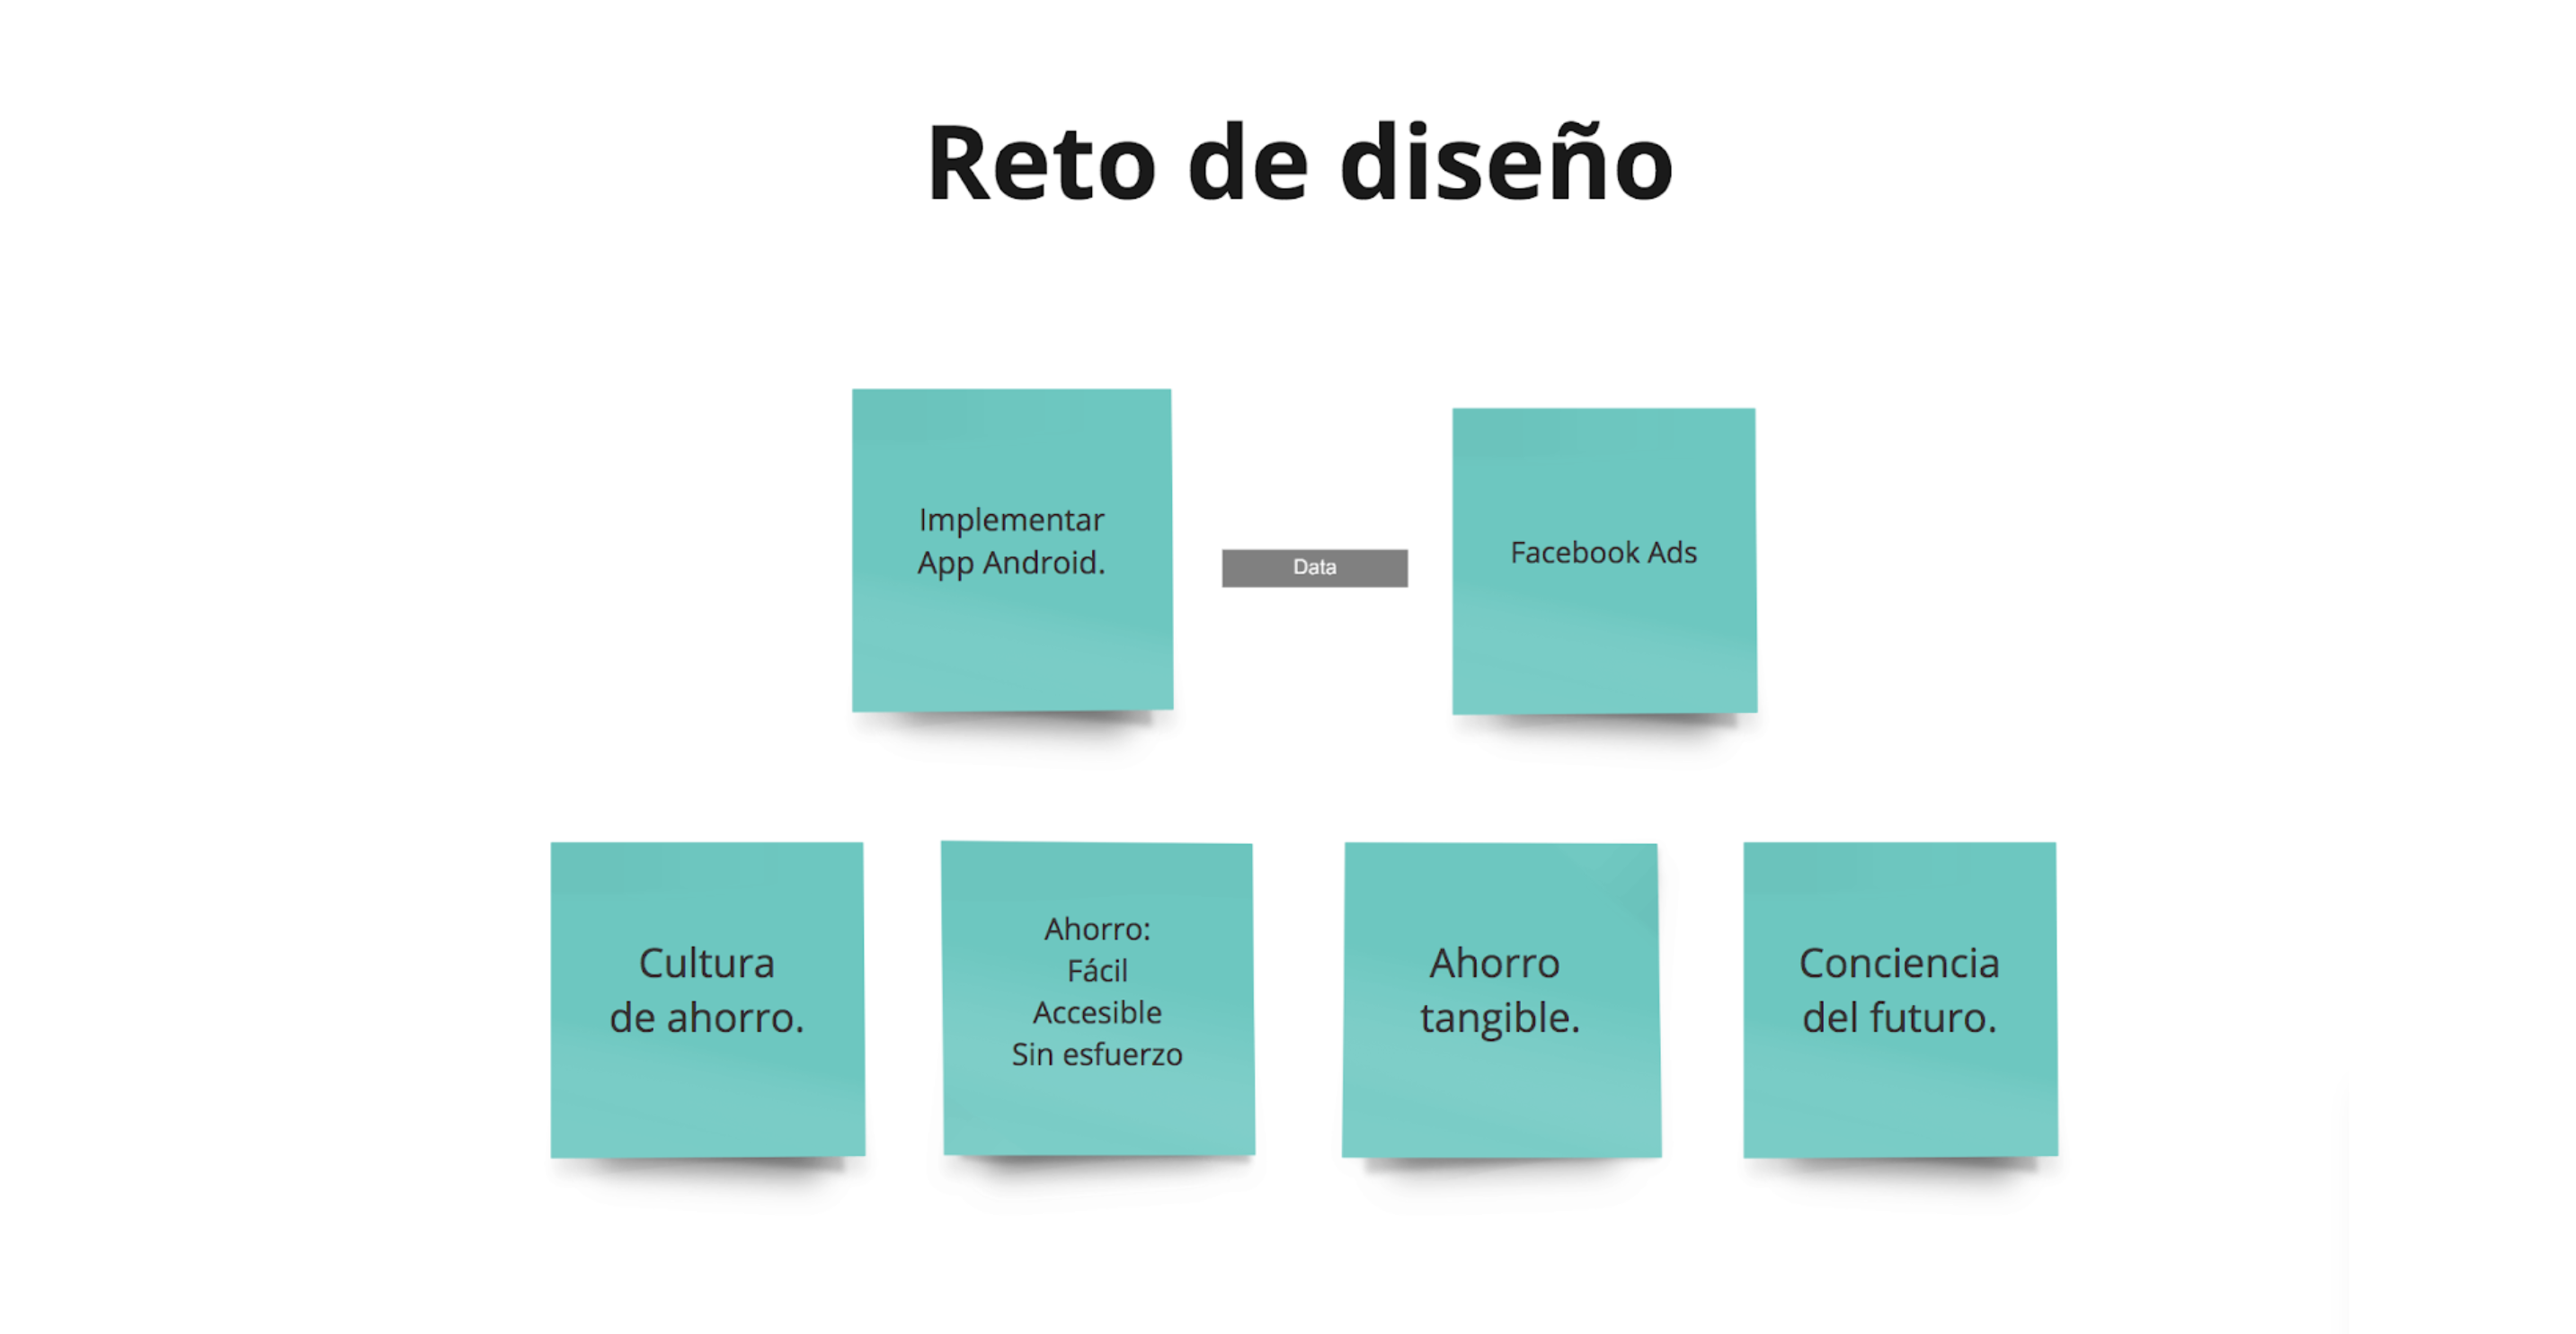 Reto de diseño
Implementar
App Android.
Data
Facebook Ads
Cultura
de ahorro.
Ahorro:
Fácil
Accesible
Sin esfuerzo
Ahorro
tangible.
Conciencia
del futuro.